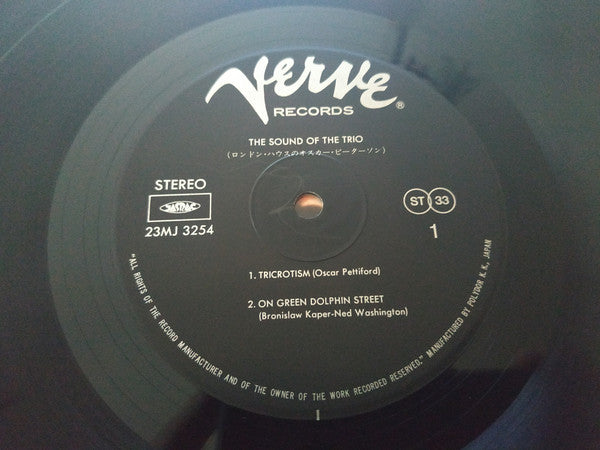 Verve
RECORDS ®
THE SOUND OF THE TRIO
(ロンドン・ハウスのオスカー・ピーターソン)
STEREO
JASRAC
23MJ 3254
ST 33
1
1. TRICROTISM (Oscar Pettiford)
2. ON GREEN DOLPHIN STREET
(Bronislaw Kaper-Ned Washington)
"ALL RIGHTS OF THE RECORD MANUFACTURER AND OF THE OWNER OF THE WORK RECORDED RESERVED." MANUFACTURED BY POLYDOR K. K., JAPAN